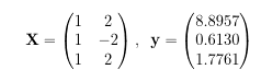 X = (1 2
1 −2
1 2), y = (8.8957
0.6130
1.7761)